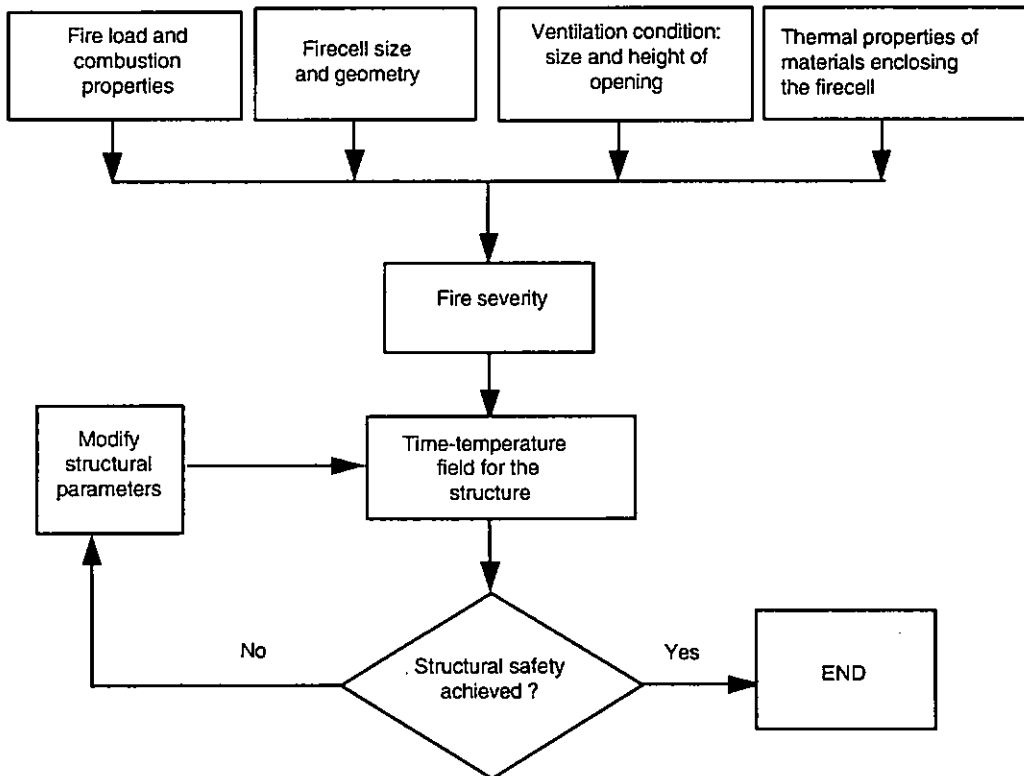 Fire load and
combustion
properties
Firecell size
and geometry
Ventilation condition:
size and height of
opening
Thermal properties of
materials enclosing
the firecell
Fire severity
Modify
structural
parameters
Time-temperature
field for the
structure
No
Structural safety
achieved ?
Yes
END